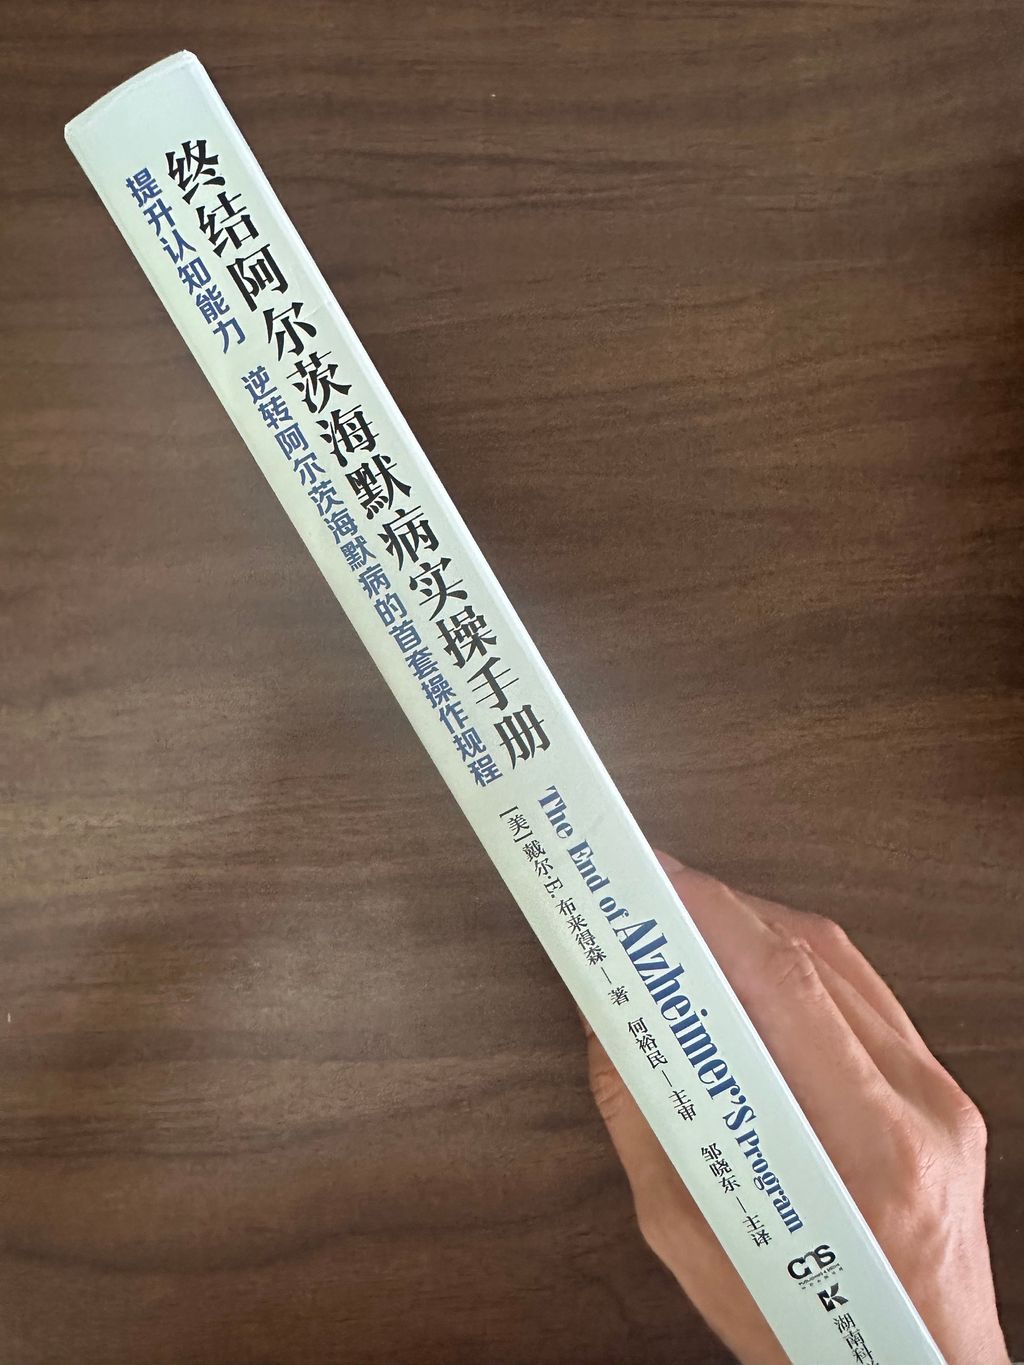 终结阿尔茨海默病实操手册
提升认知能力 逆转阿尔茨海默病的首套操作规程
The End of Alzheimer's program
[美]戴尔·E.布来得森—著 何裕民—主审 邹晓东—主译
CNS
PUBLISHING & MEDIA
湖南科